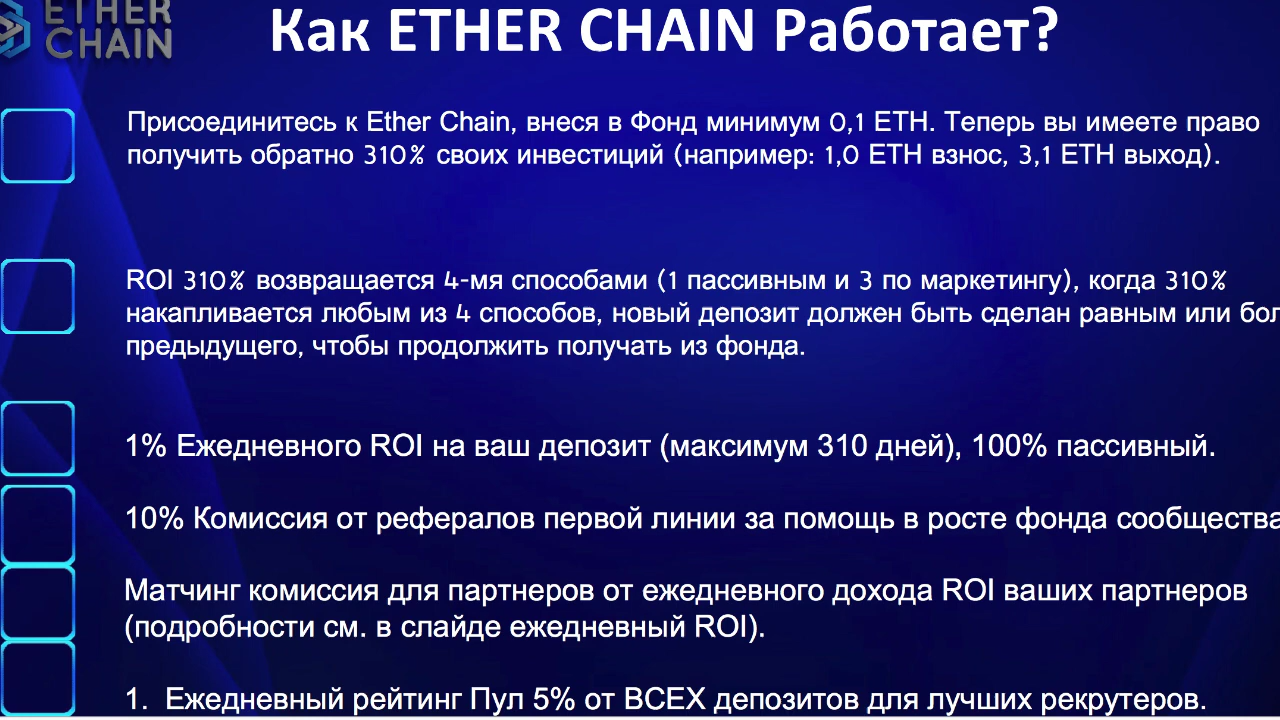 ETHER
CHAIN
Как ETHER CHAIN Работает?
Присоединитесь к Ether Chain, внеся в Фонд минимум 0,1 ETH. Теперь вы имеете право
получить обратно 310% своих инвестиций (например: 1,0 ETH взнос, 3,1 ETH выход).
ROI 310% возвращается 4-мя способами (1 пассивным и 3 по маркетингу), когда 310%
накапливается любым из 4 способов, новый депозит должен быть сделан равным или
предыдущего, чтобы продолжить получать из фонда.
1% Ежедневного ROI на ваш депозит (максимум 310 дней), 100% пассивный.
10% Комиссия от рефералов первой линии за помощь в росте фонда сообщества
Матчинг комиссия для партнеров от ежедневного дохода ROI ваших партнеров
(подробности см. в слайде ежедневный ROI).
1. Ежедневный рейтинг Пул 5% от ВСЕХ депозитов для лучших рекрутеров.